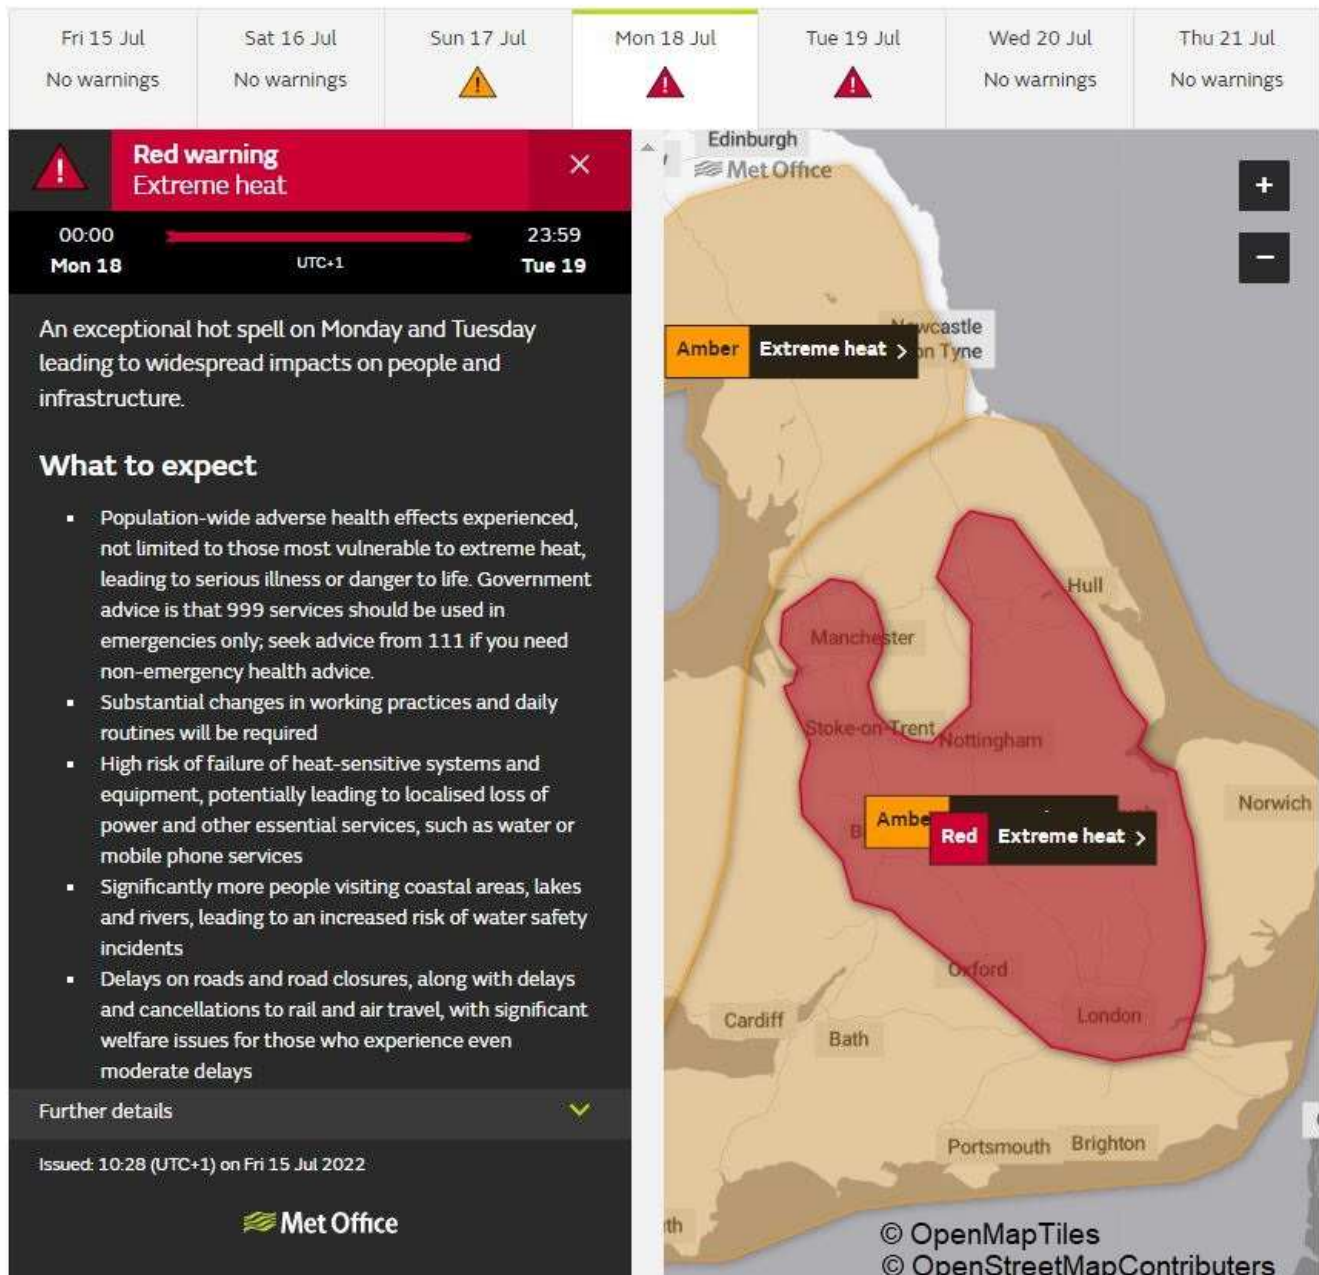 Fri 15 Jul
No warnings
Sat 16 Jul
No warnings
Sun 17 Jul
Mon 18 Jul
Tue 19 Jul
Wed 20 Jul
No warnings
Thu 21 Jul
No warnings
Red warning
Extreme heat
00:00
Mon 18
UTC+1
23:59
Tue 19
An exceptional hot spell on Monday and Tuesday
leading to widespread impacts on people and
infrastructure.
What to expect
▪ Population-wide adverse health effects experienced,
not limited to those most vulnerable to extreme heat,
leading to serious illness or danger to life. Government
advice is that 999 services should be used in
emergencies only; seek advice from 111 if you need
non-emergency health advice.
▪ Substantial changes in working practices and daily
routines will be required
▪ High risk of failure of heat-sensitive systems and
equipment, potentially leading to localised loss of
power and other essential services, such as water or
mobile phone services
▪ Significantly more people visiting coastal areas, lakes
and rivers, leading to an increased risk of water safety
incidents
▪ Delays on roads and road closures, along with delays
and cancellations to rail and air travel, with significant
welfare issues for those who experience even
moderate delays
Further details
Issued: 10:28 (UTC+1) on Fri 15 Jul 2022
Met Office
Edinburgh
Met Office
+
−
Amber Extreme heat >
on Tyne
Hull
Manchester
Stoke-on-Trent
Nottingham
Norwich
Red Extreme heat >
Oxford
London
Cardiff
Bath
Portsmouth
Brighton
© OpenMapTiles
© OpenStreetMapContributers